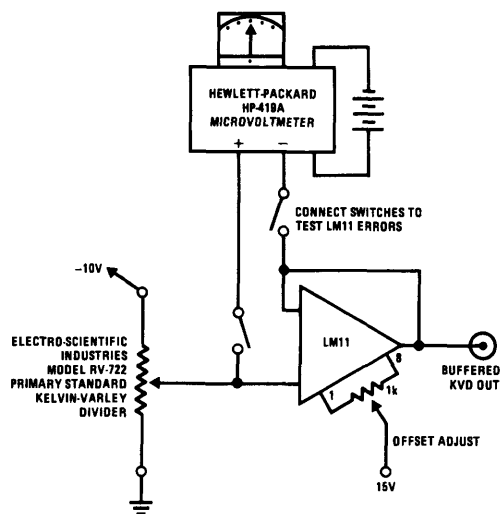 HEWLETT-PACKARD
HP-419A
MICROVOLTMETER
+
−
CONNECT SWITCHES TO
TEST LM11 ERRORS
−10V
ELECTRO-SCIENTIFIC
INDUSTRIES
MODEL RV-722
PRIMARY STANDARD
KELVIN-VARLEY
DIVIDER
LM11
8
1
1k
BUFFERED
KVD OUT
OFFSET ADJUST
15V